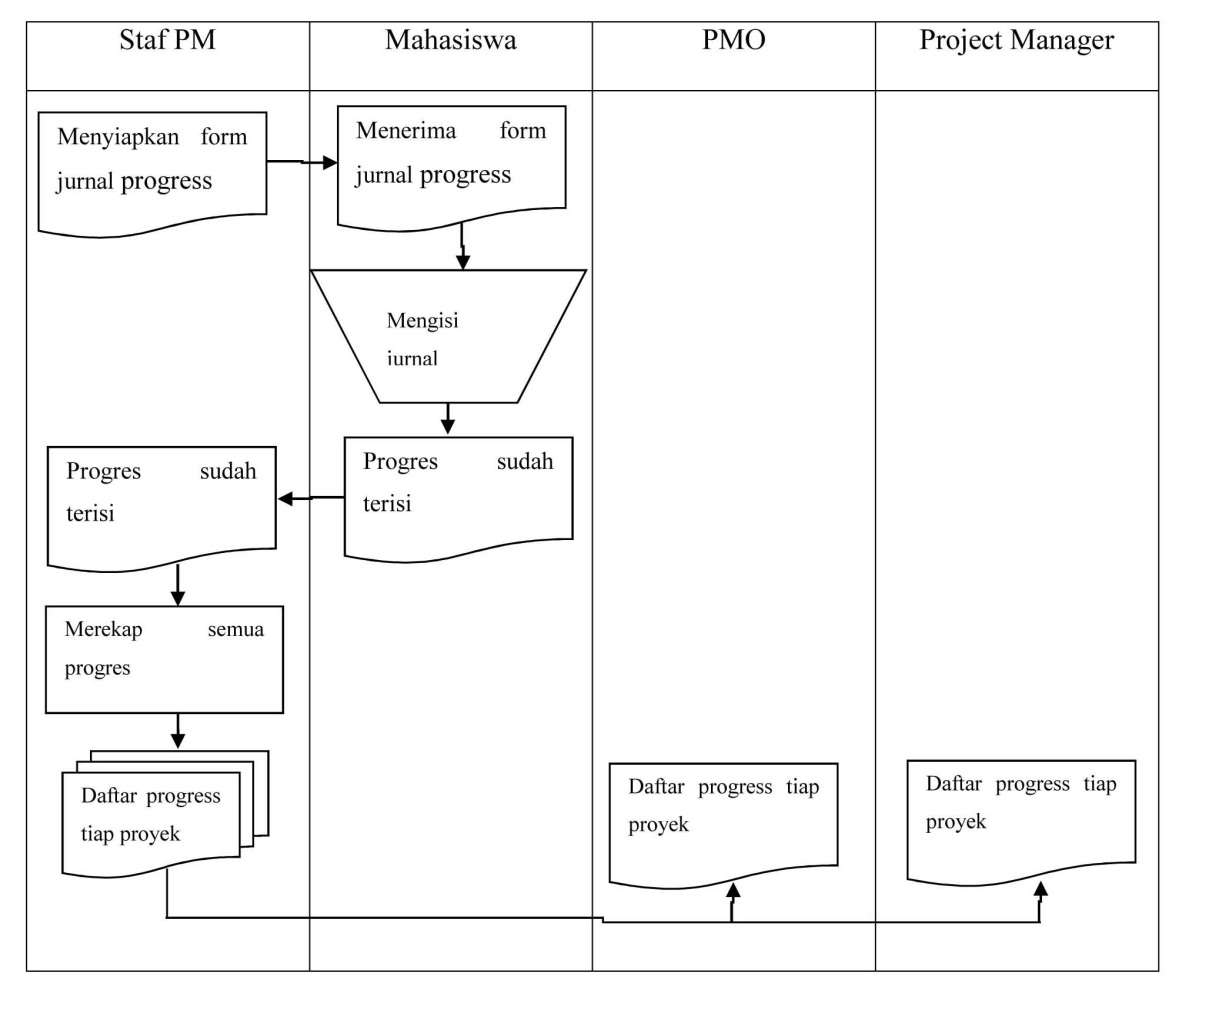 Staf PM
Mahasiswa
PMO
Project Manager
Menyiapkan form
jurnal progress
Menerima form
jurnal progress
Mengisi
iurnal
Progres sudah
terisi
Progres sudah
terisi
Merekap semua
progres
Daftar progress
tiap proyek
Daftar progress tiap
proyek
Daftar progress tiap
proyek